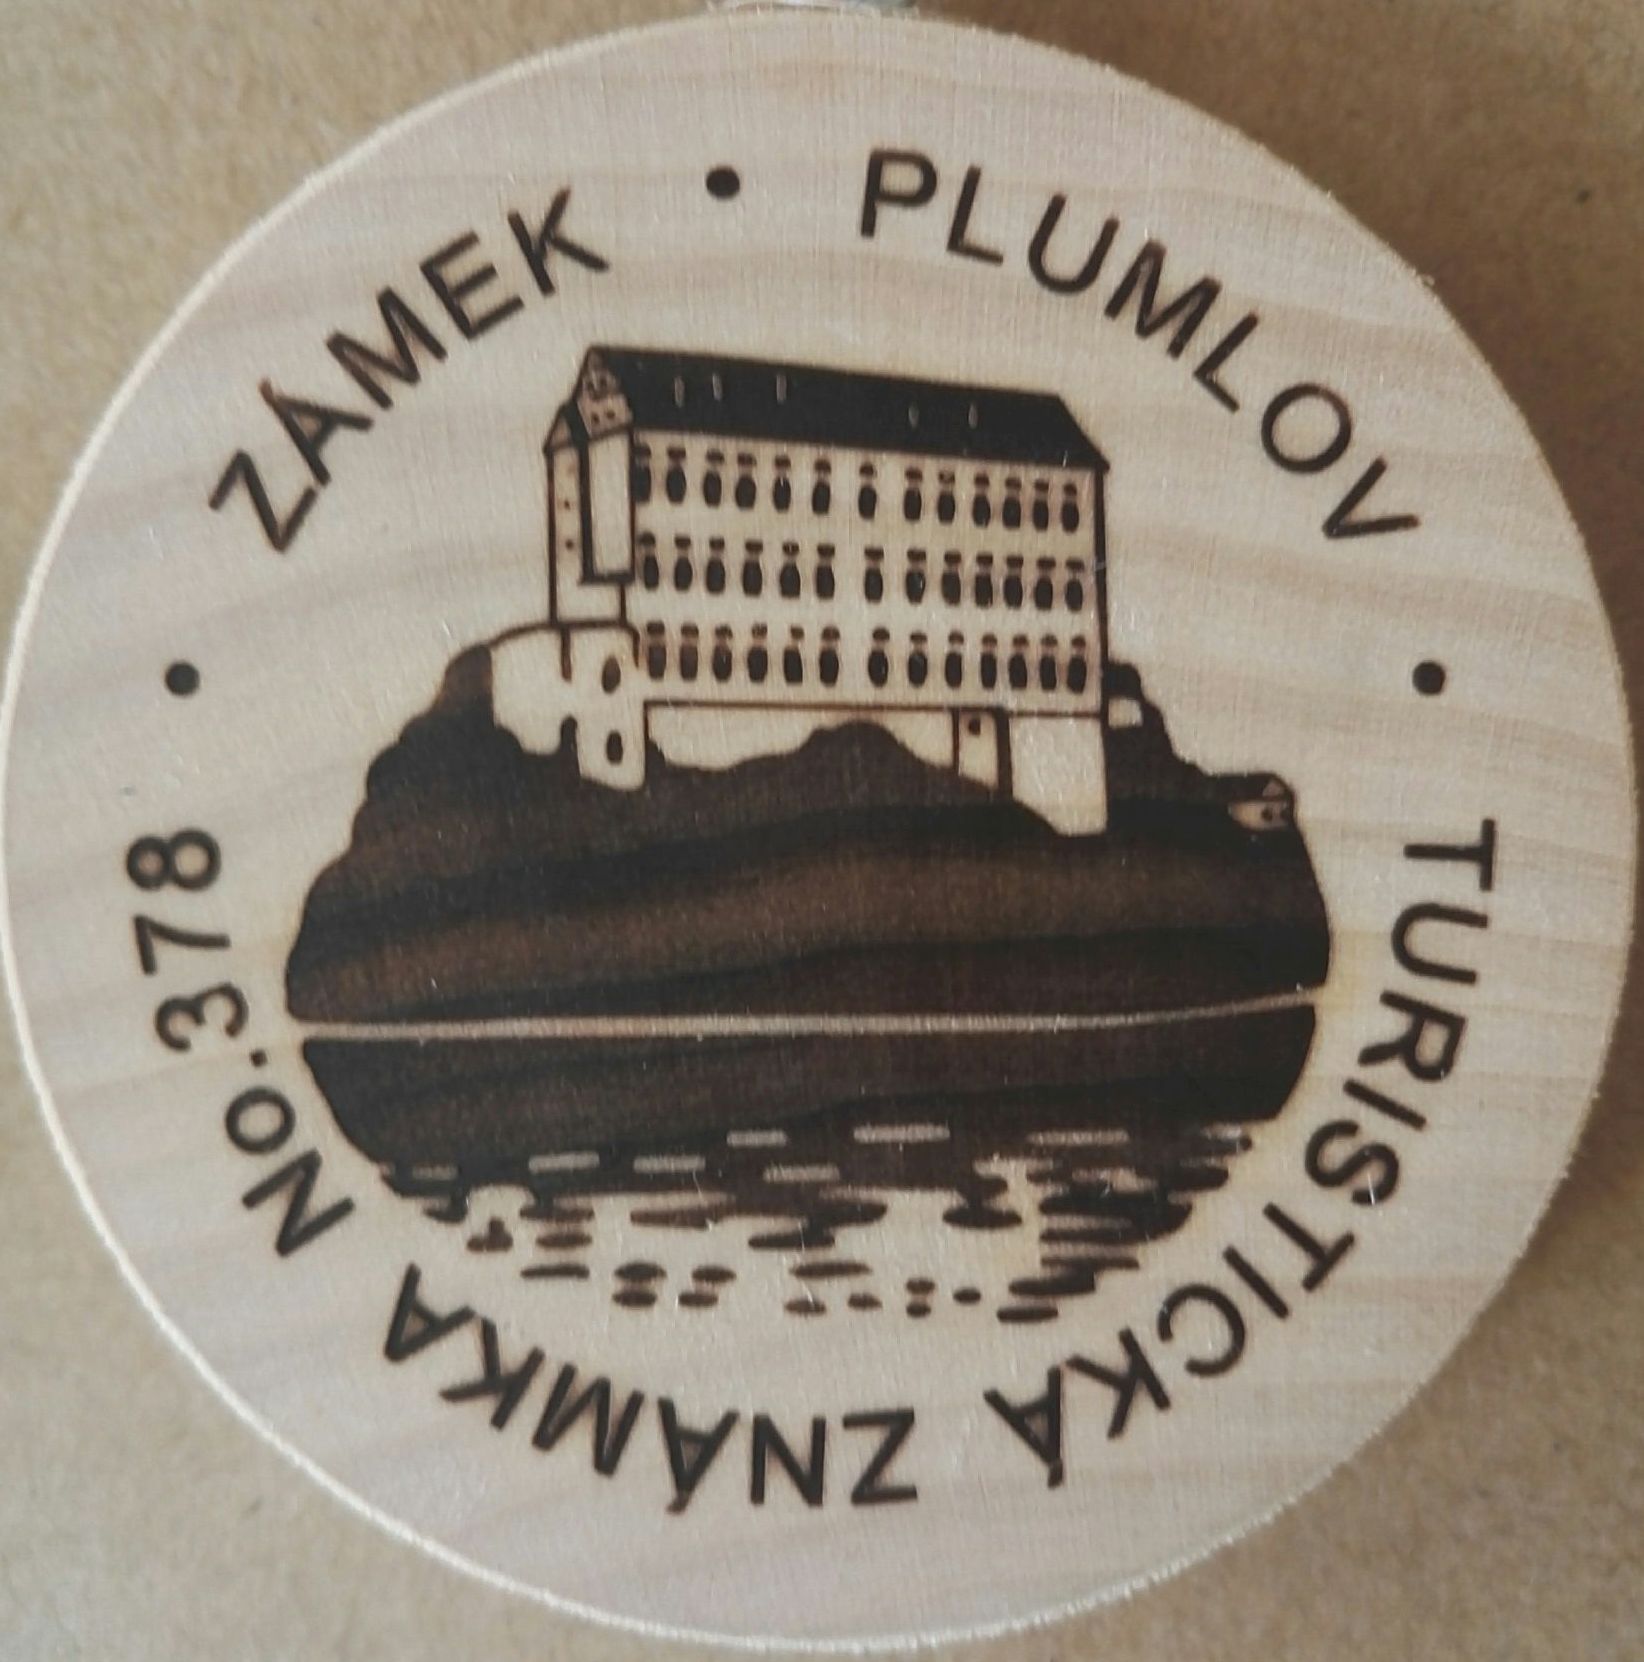 ZÁMEK • PLUMLOV • TURISTICKÁ ZNÁMKA No.378 •